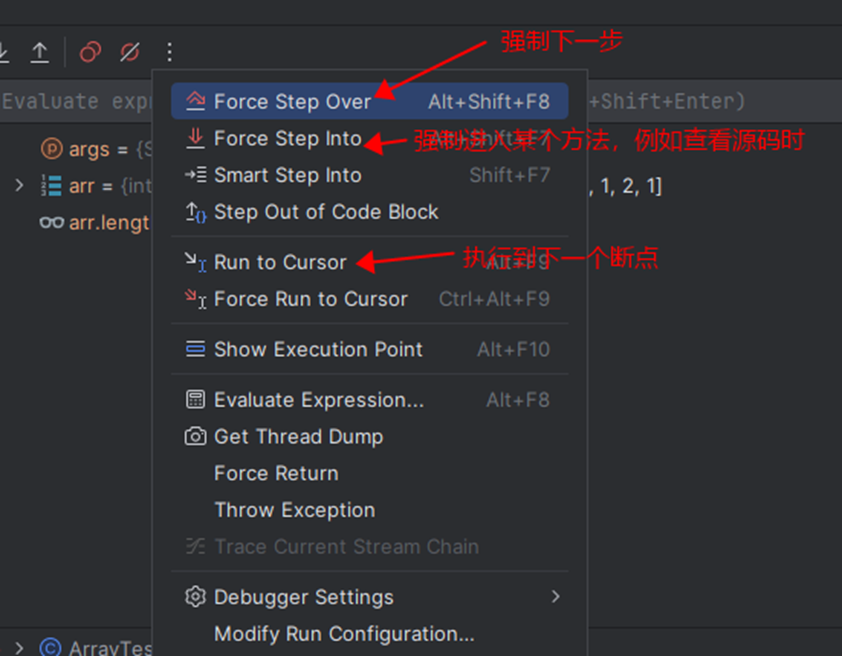 强制下一步
Force Step Over Alt+Shift+F8
Evaluate expr +Shift+Enter)
Force Step Into Alt+Shift+F7
强制进入某个方法，例如查看源码时
args = {S
Smart Step Into Shift+F7
arr = {int , 1, 2, 1]
Step Out of Code Block
arr.lengt
Run to Cursor Alt+F9
执行到下一个断点
Force Run to Cursor Ctrl+Alt+F9
Show Execution Point Alt+F10
Evaluate Expression... Alt+F8
Get Thread Dump
Force Return
Throw Exception
Trace Current Stream Chain
Debugger Settings
Modify Run Configuration...
ArrayTes